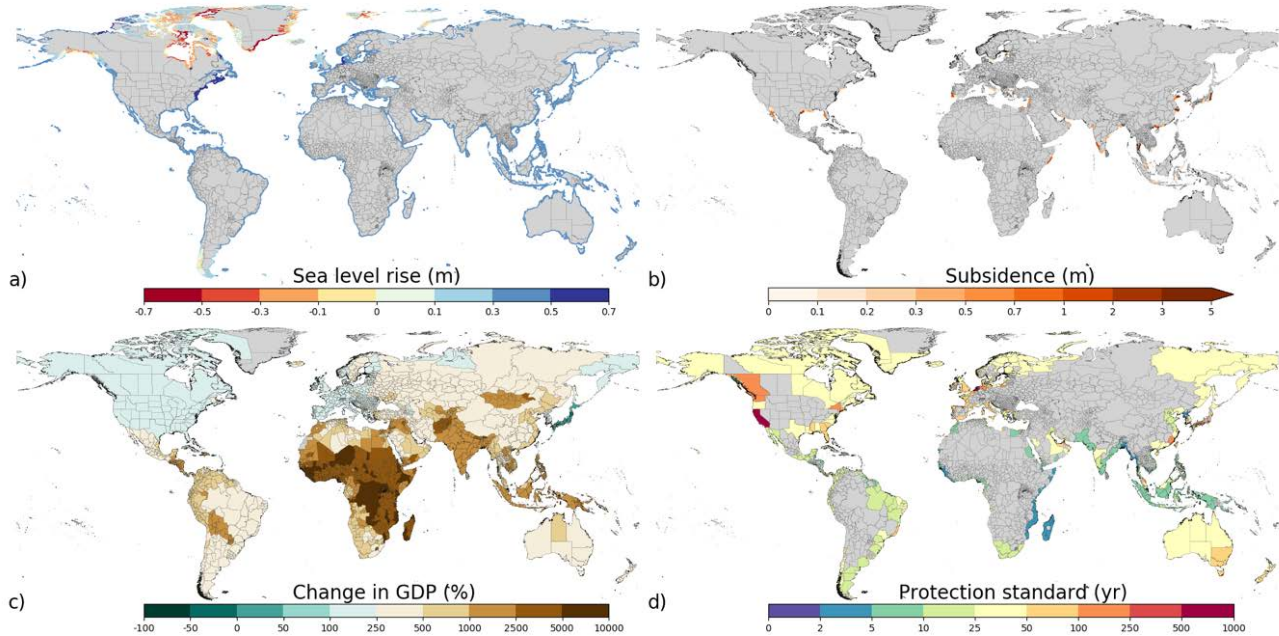 a)
Sea level rise (m)
-0.7 -0.5 -0.3 -0.1 0 0.1 0.3 0.5 0.7
b)
Subsidence (m)
0 0.1 0.2 0.3 0.5 0.7 1 2 3 5
c)
Change in GDP (%)
-100 -50 0 50 100 250 1000 2500 5000 10000
d)
Protection standard (yr)
0 2 5 10 25 50 100 250 500 1000